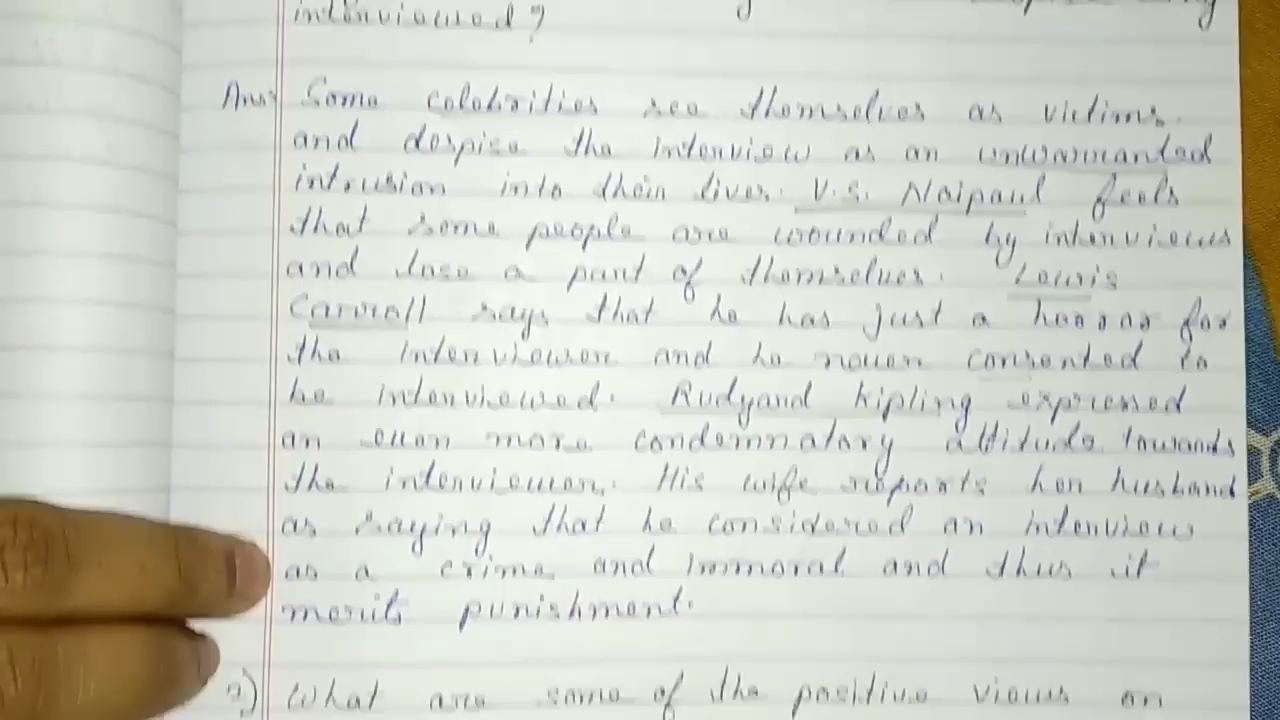 interviewed?
Ans Some celebrities see themselves as victims.
and despise the interview as an unwarranted
intrusion into their lives. V.S. Naipaul feels
that some people are wounded by interviews
and lose a part of themselves. Lewis
Carroll says that he has just a horror for
the interviewer and he never consented to
be interviewed. Rudyard Kipling expressed
an even more condemnatory attitude towards
the interviewer. His wife reports her husband
as saying that he considered an interview
as a crime and immoral and thus it
merits punishment.
2) What are some of the positive views on